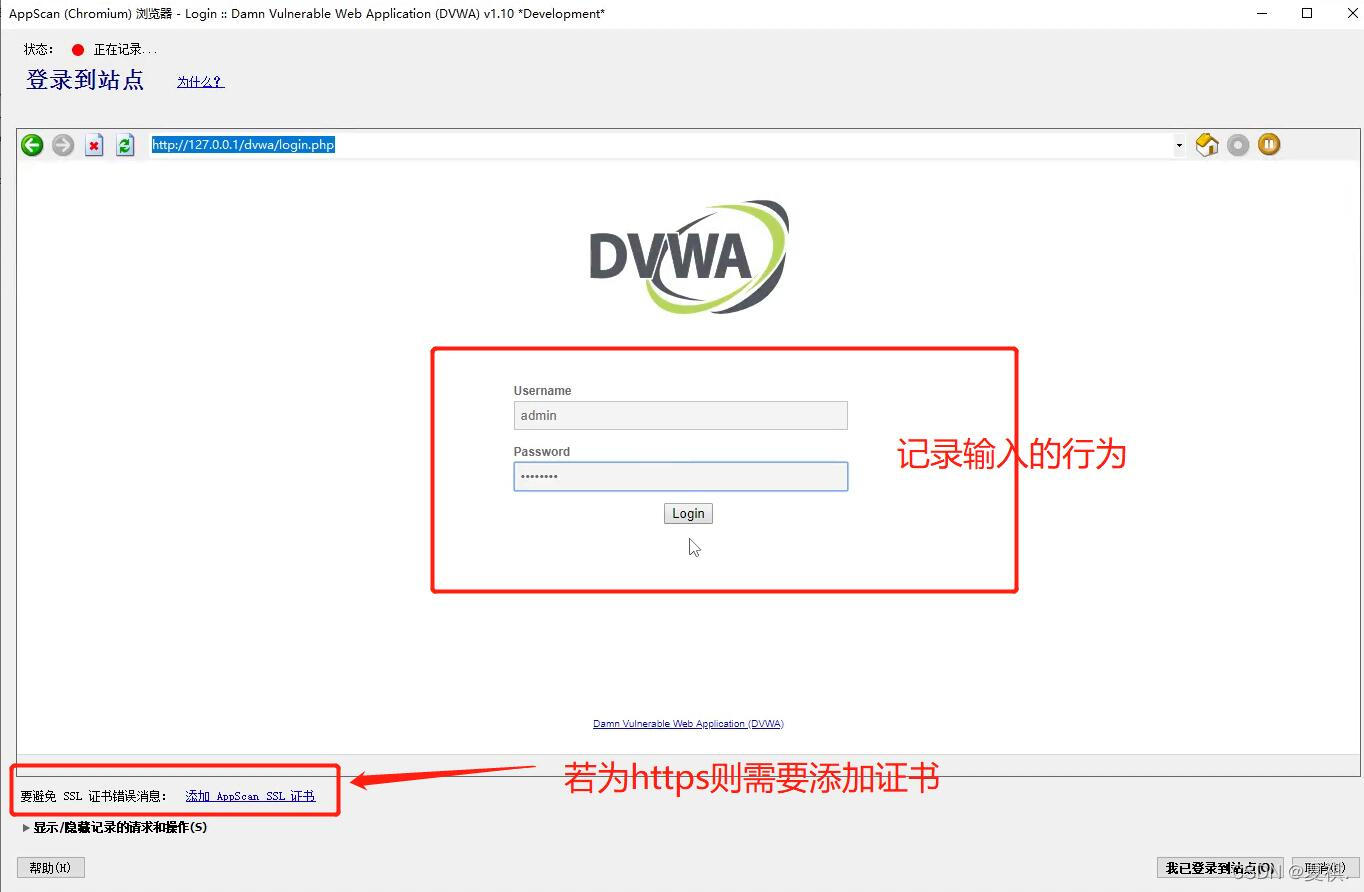 AppScan (Chromium) 浏览器 - Login :: Damn Vulnerable Web Application (DVWA) v1.10 *Development*
状态： 正在记录...
登录到站点 为什么？
http://127.0.0.1/dvwa/login.php
DVWA
Username
admin
Password
••••••••
记录输入的行为
Login
Damn Vulnerable Web Application (DVWA)
若为https则需要添加证书
要避免 SSL 证书错误消息： 添加 AppScan SSL 证书
显示/隐藏记录的请求和操作(S)
帮助(H) 我已登录到站点(O) 取消